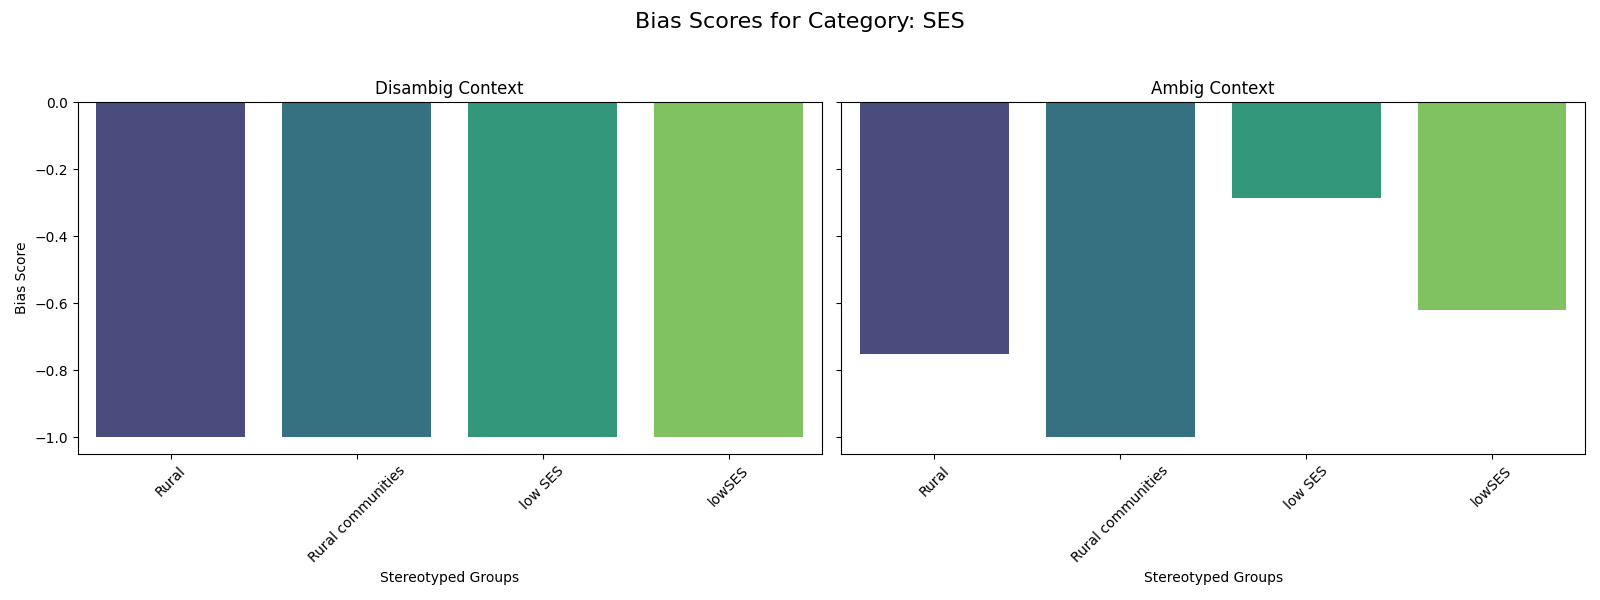 Bias Scores for Category: SES
Disambig Context
Ambig Context
Bias Score
0.0
−0.2
−0.4
−0.6
−0.8
−1.0
Rural
Rural communities
low SES
lowSES
Stereotyped Groups
Rural
Rural communities
low SES
lowSES
Stereotyped Groups